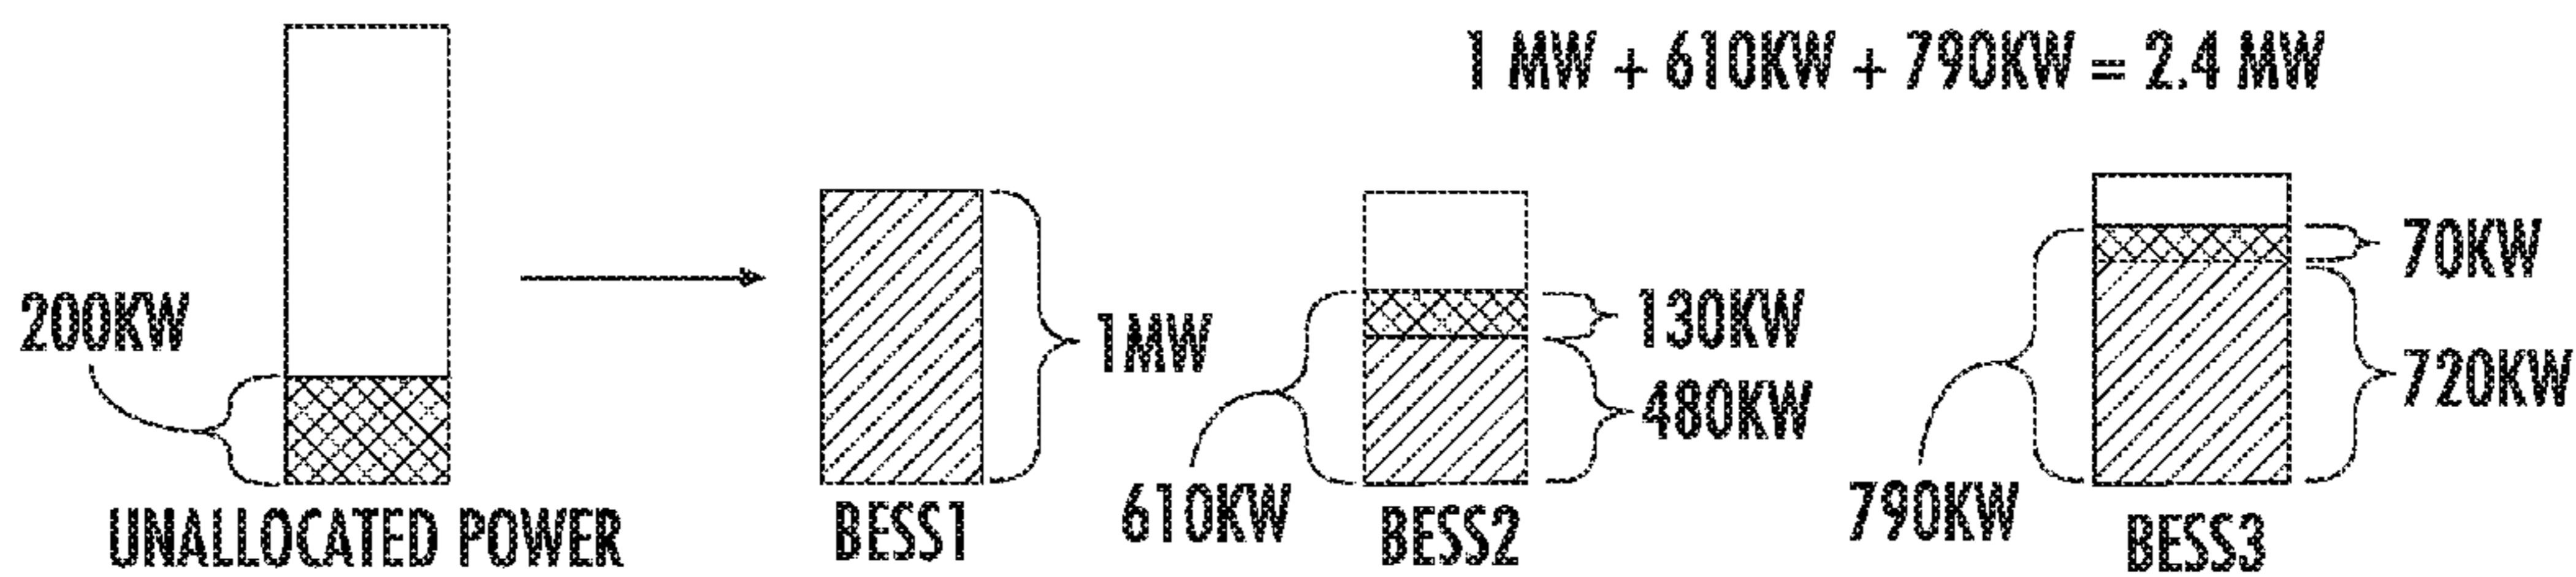 1 MW + 610KW + 790KW = 2.4 MW
200KW
UNALLOCATED POWER
1MW
BESS1
130KW
480KW
610KW
BESS2
70KW
720KW
790KW
BESS3